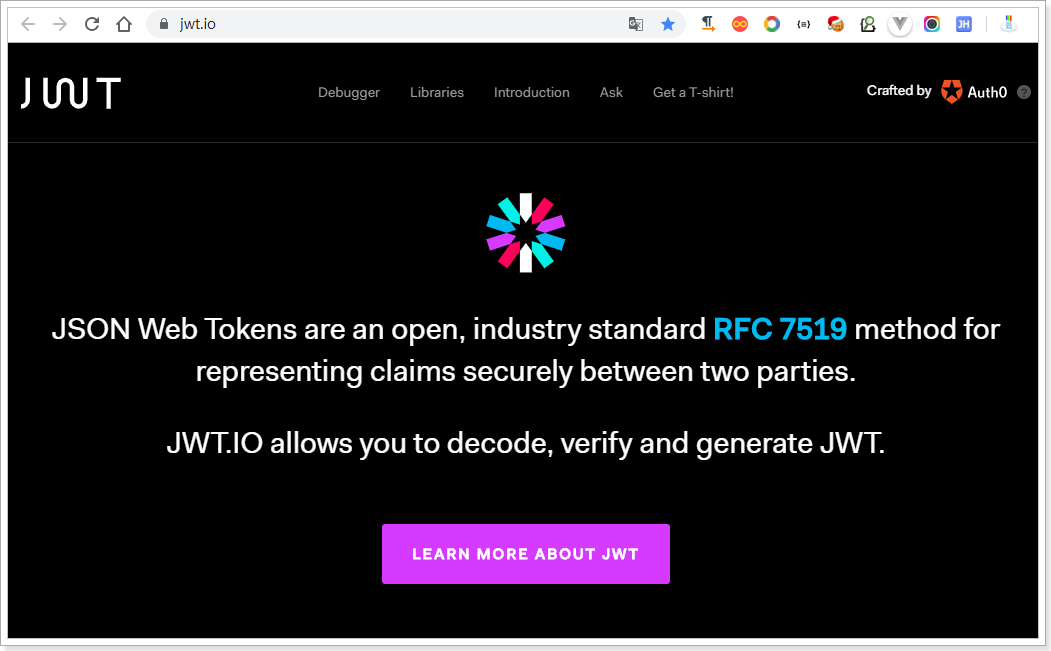 jwt.io
JWT
Debugger
Libraries
Introduction
Ask
Get a T-shirt!
Crafted by Auth0 ?
JSON Web Tokens are an open, industry standard RFC 7519 method for
representing claims securely between two parties.
JWT.IO allows you to decode, verify and generate JWT.
LEARN MORE ABOUT JWT